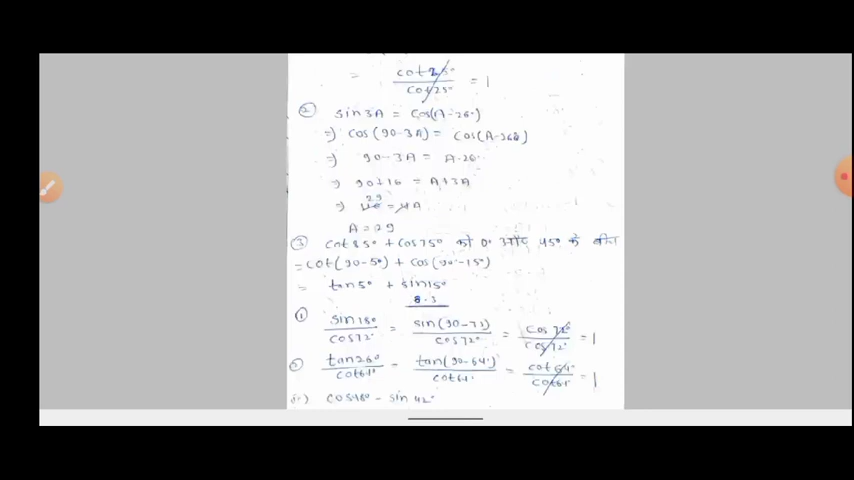 = cot25° / cot25° = 1
② sin3A = cos(A-26°)
⇒ cos(90-3A) = cos(A-26°)
⇒ 90-3A = A-26°
⇒ 90+16 = A+3A
⇒ = 4A
29
A = 29
③ cot85° + cos75° को 0° और 45° के बीच
= cot(90-5°) + cos(90°-15°)
= tan5° + sin15°
8.3
① sin18° / cos72° = sin(90-72) / cos72° = cos72° / cos72° = 1
② tan26° / cot64° = tan(90-64°) / cot64° = cot64° / cot64° = 1
cos48° - sin42°